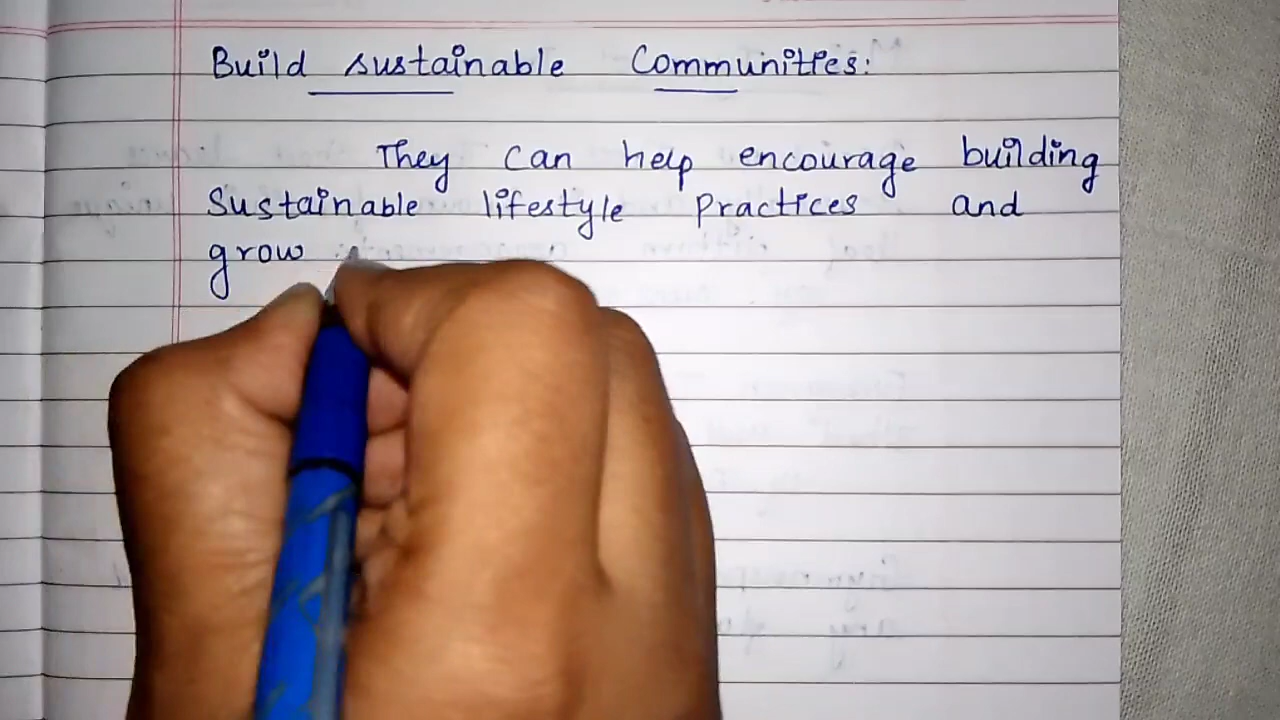 Build sustainable Communities:
They can help encourage building
Sustainable lifestyle Practices and
grow